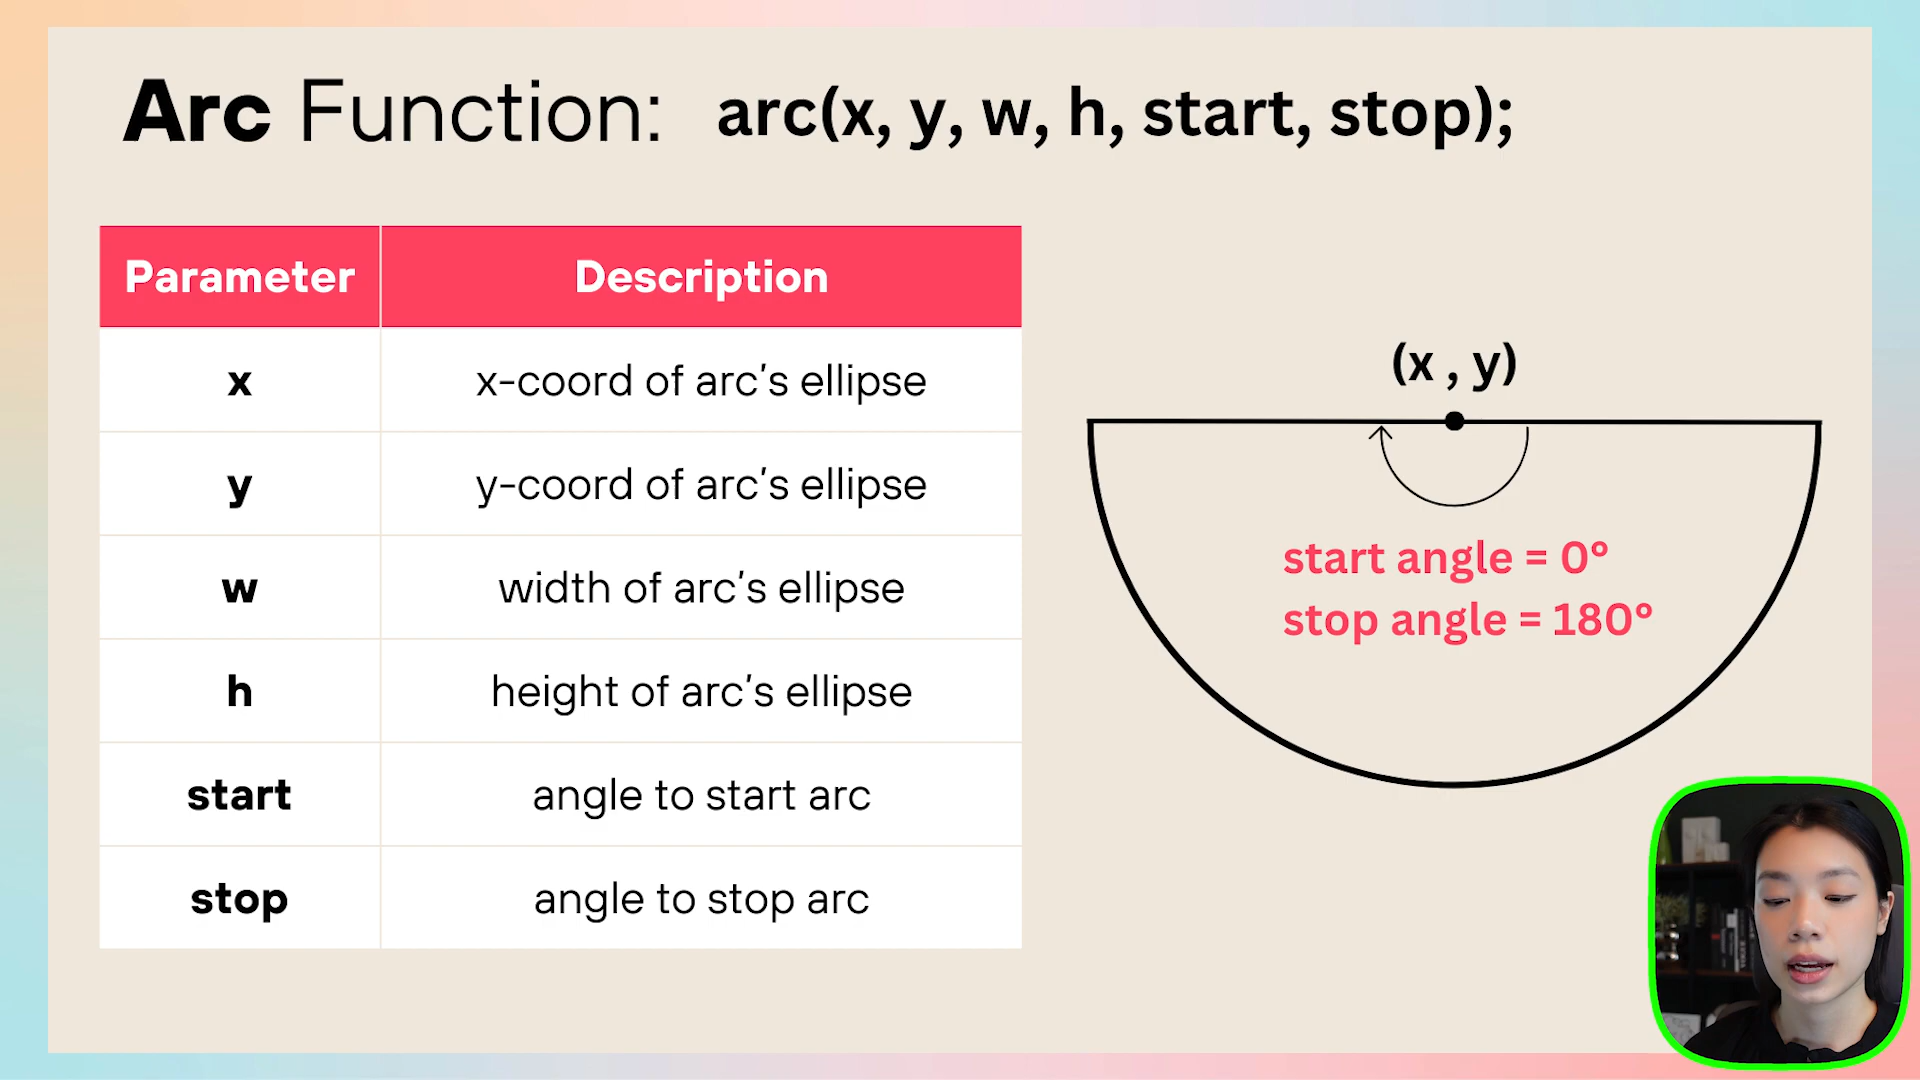 Arc Function: arc(x, y, w, h, start, stop);
Parameter Description
x x-coord of arc's ellipse
y y-coord of arc's ellipse
w width of arc's ellipse
h height of arc's ellipse
start angle to start arc
stop angle to stop arc
(x , y)
start angle = 0°
stop angle = 180°